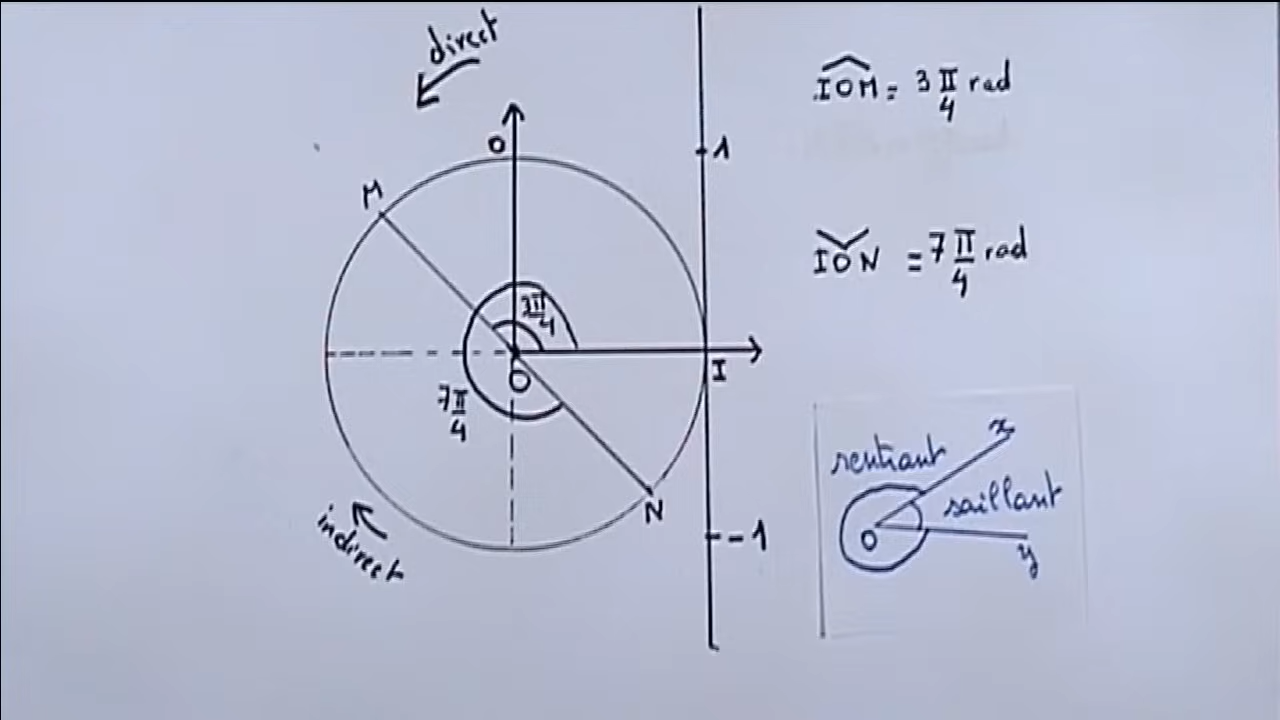 direct
IOM = 3π/4 rad
O
1
M
3π/4
ION = 7π/4 rad
I
O
7π/4
rentrant
x
saillant
N
indirect
-1
O
y